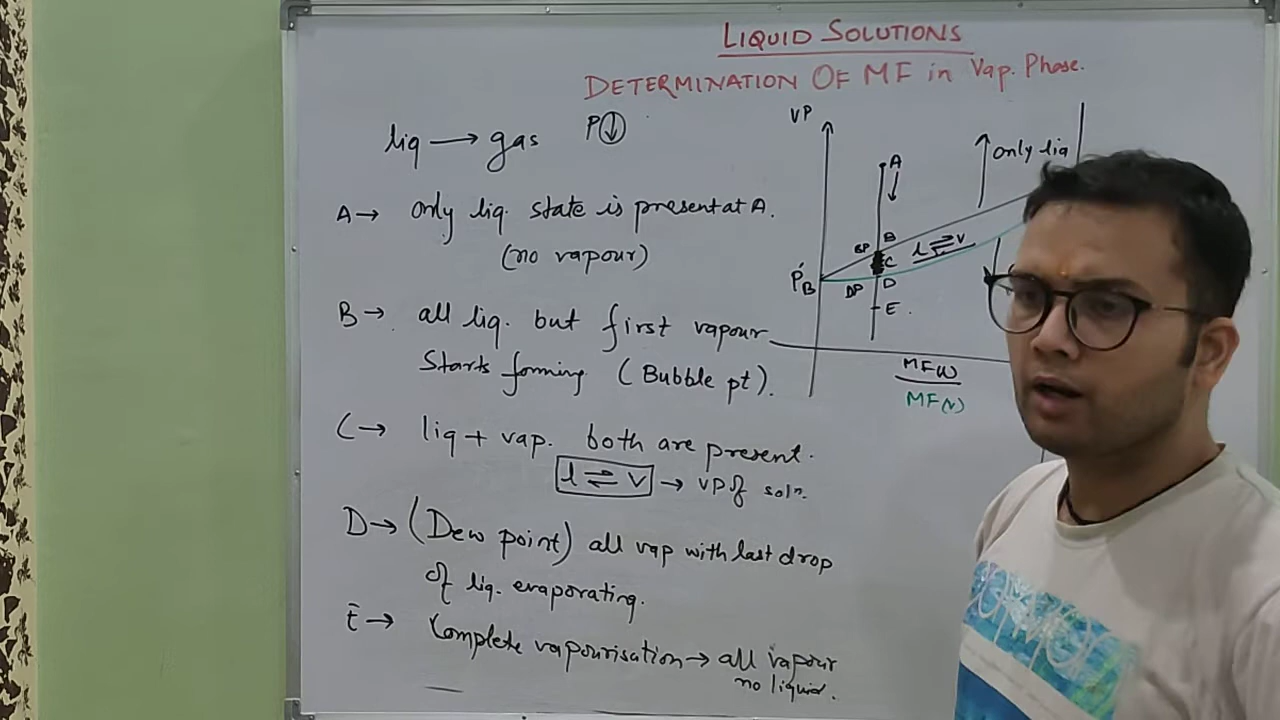 LIQUID SOLUTIONS
DETERMINATION OF MF in Vap. Phase.
liq → gas P↓
A → only liq. state is present at A.
(no vapour)
B → all liq. but first vapour
starts forming (Bubble pt).
C → liq + vap. both are present.
l ⇌ v → VP of soln.
D → (Dew point) all vap with last drop
of liq. evaporating.
E → Complete vapourisation → all vapour
no liquid.
VP
A
only liq
BP B
l ⇌ v
C
P°B
DP D
E
MF(l)
MF(v)